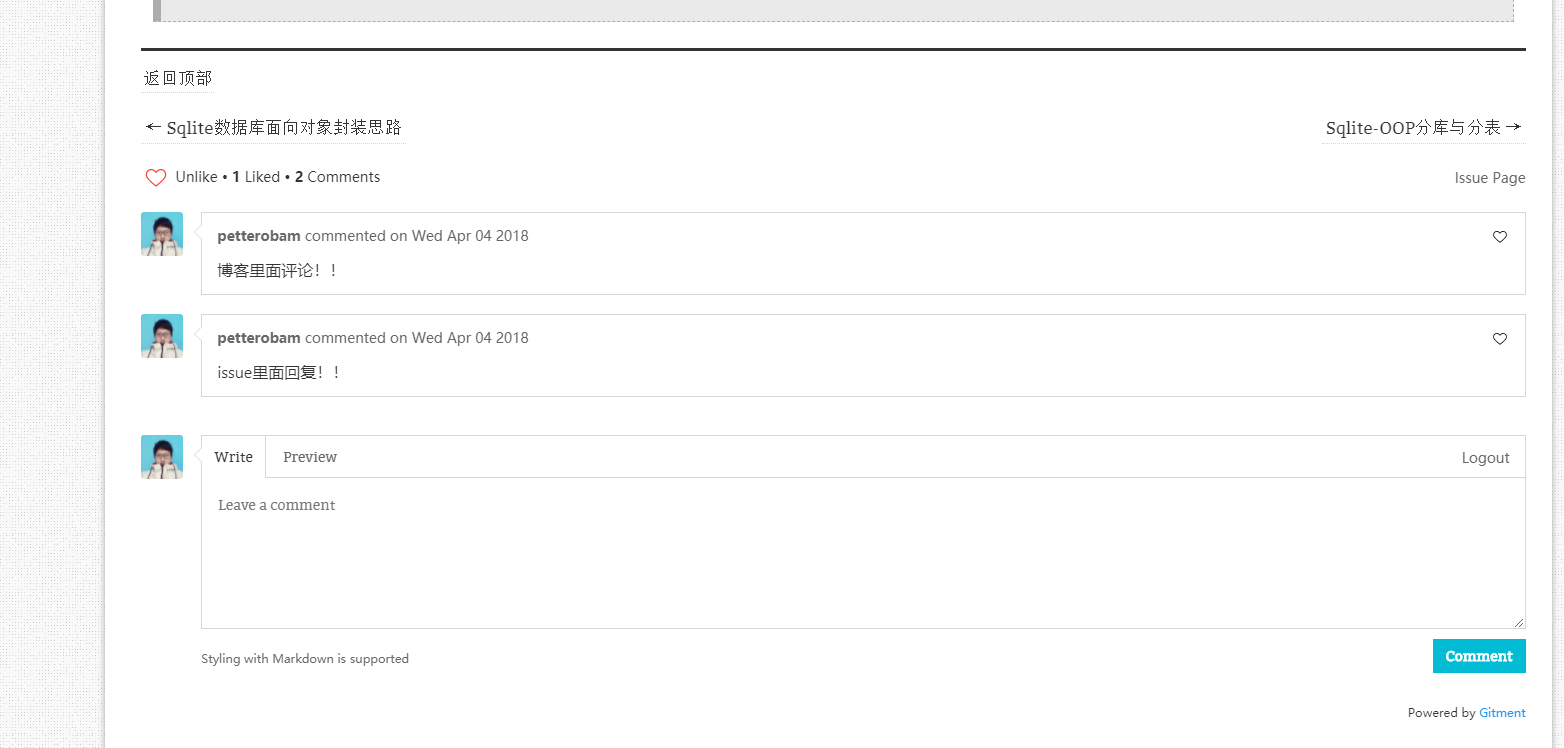 返回顶部
← Sqlite数据库面向对象封装思路
Sqlite-OOP分库与分表 →
Unlike • 1 Liked • 2 Comments
Issue Page
petterobam commented on Wed Apr 04 2018
博客里面评论！！
petterobam commented on Wed Apr 04 2018
issue里面回复！！
Write
Preview
Logout
Leave a comment
Styling with Markdown is supported
Comment
Powered by Gitment